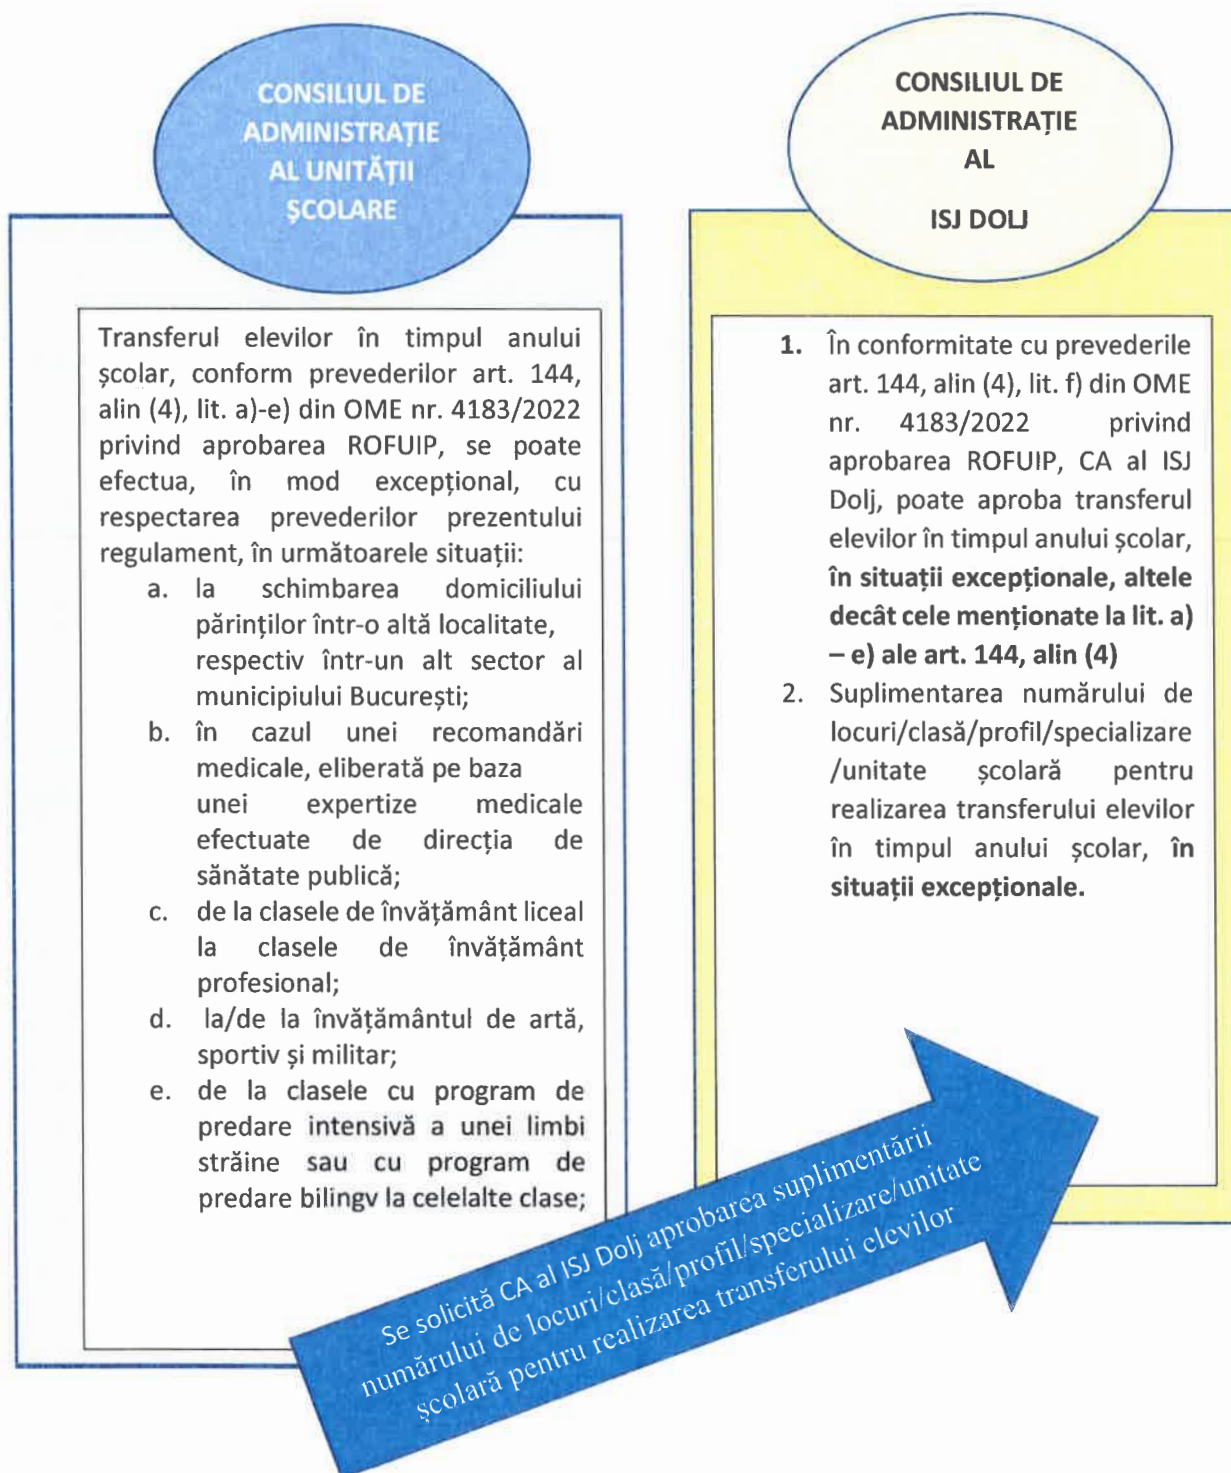 CONSILIUL DE
ADMINISTRAȚIE
AL UNITĂȚII
ȘCOLARE
Transferul elevilor în timpul anului
școlar, conform prevederilor art. 144,
alin (4), lit. a)-e) din OME nr. 4183/2022
privind aprobarea ROFUIP, se poate
efectua, în mod excepțional, cu
respectarea prevederilor prezentului
regulament, în următoarele situații:
a. la schimbarea domiciliului
părinților într-o altă localitate,
respectiv într-un alt sector al
municipiului București;
b. în cazul unei recomandări
medicale, eliberată pe baza
unei expertize medicale
efectuate de direcția de
sănătate publică;
c. de la clasele de învățământ liceal
la clasele de învățământ
profesional;
d. la/de la învățământul de artă,
sportiv și militar;
e. de la clasele cu program de
predare intensivă a unei limbi
străine sau cu program de
predare bilingv la celelalte clase;
CONSILIUL DE
ADMINISTRAȚIE
AL
ISJ DOLJ
1. În conformitate cu prevederile
art. 144, alin (4), lit. f) din OME
nr. 4183/2022 privind
aprobarea ROFUIP, CA al ISJ
Dolj, poate aproba transferul
elevilor în timpul anului școlar,
în situații excepționale, altele
decât cele menționate la lit. a)
– e) ale art. 144, alin (4)
2. Suplimentarea numărului de
locuri/clasă/profil/specializare
/unitate școlară pentru
realizarea transferului elevilor
în timpul anului școlar, în
situații excepționale.
Se solicită CA al ISJ Dolj aprobarea suplimentării
numărului de locuri/clasă/profil/specializare/unitate
școlară pentru realizarea transferului elevilor